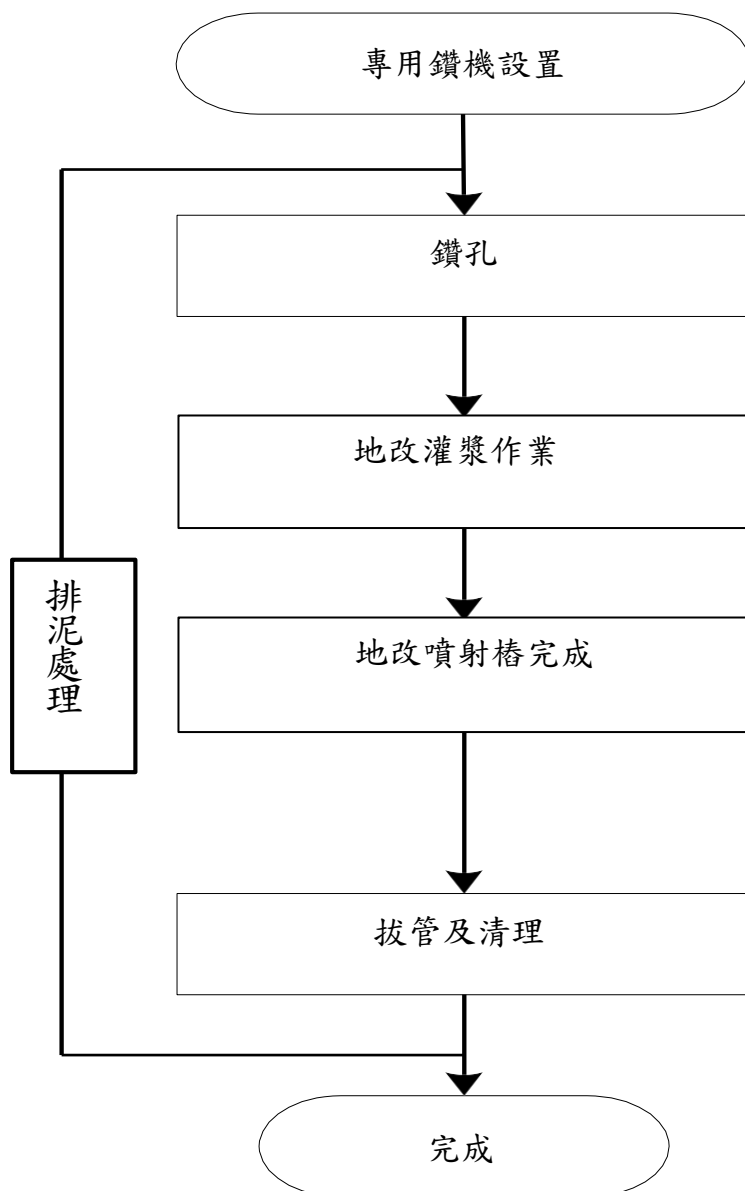 專用鑽機設置
鑽孔
地改灌漿作業
地改噴射樁完成
排泥處理
拔管及清理
完成